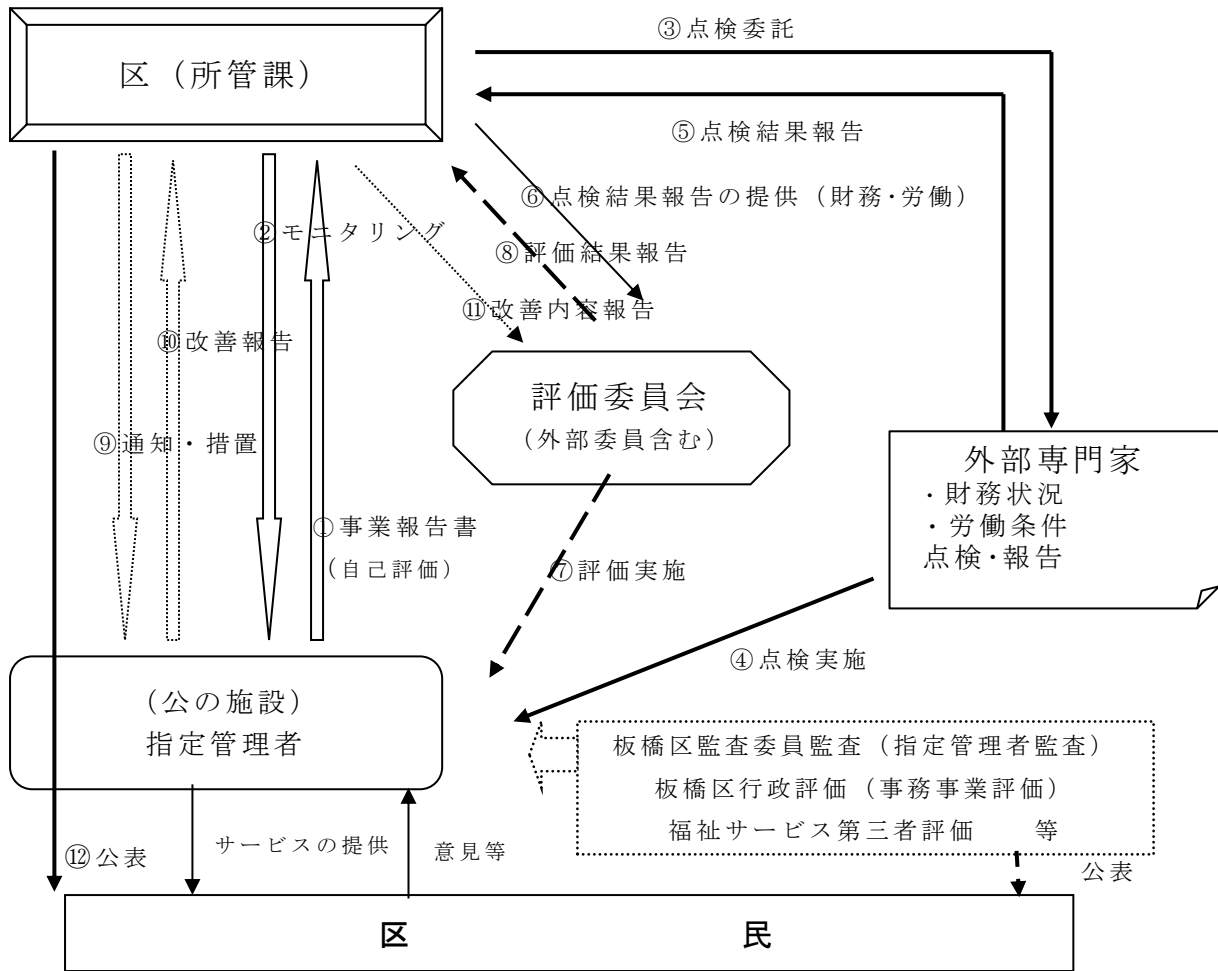 ③点検委託
区（所管課）
⑤点検結果報告
⑥点検結果報告の提供（財務・労働）
②モニタリング
⑧評価結果報告
⑪改善内容報告
⑩改善報告
評価委員会
（外部委員含む）
⑨通知・措置
外部専門家
・財務状況
・労働条件
点検・報告
①事業報告書
（自己評価）
⑦評価実施
④点検実施
（公の施設）
指定管理者
板橋区監査委員監査（指定管理者監査）
板橋区行政評価（事務事業評価）
福祉サービス第三者評価　等
⑫公表
サービスの提供
意見等
公表
区　民